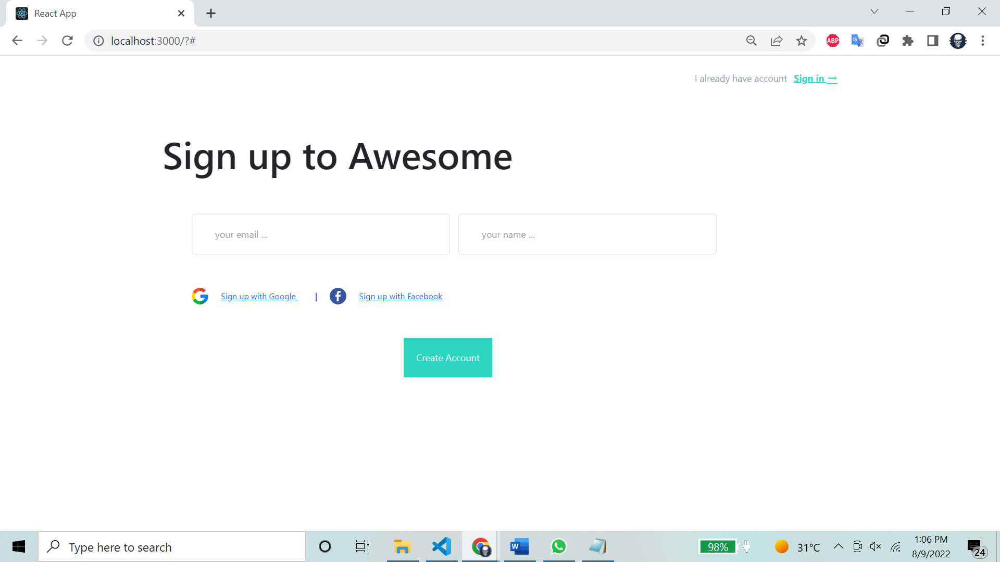 React App
localhost:3000/?#
ABP
I already have account Sign in →
Sign up to Awesome
your email ...
your name ...
Sign up with Google | Sign up with Facebook
Create Account
Type here to search
98%
31°C
1:06 PM
8/9/2022
24